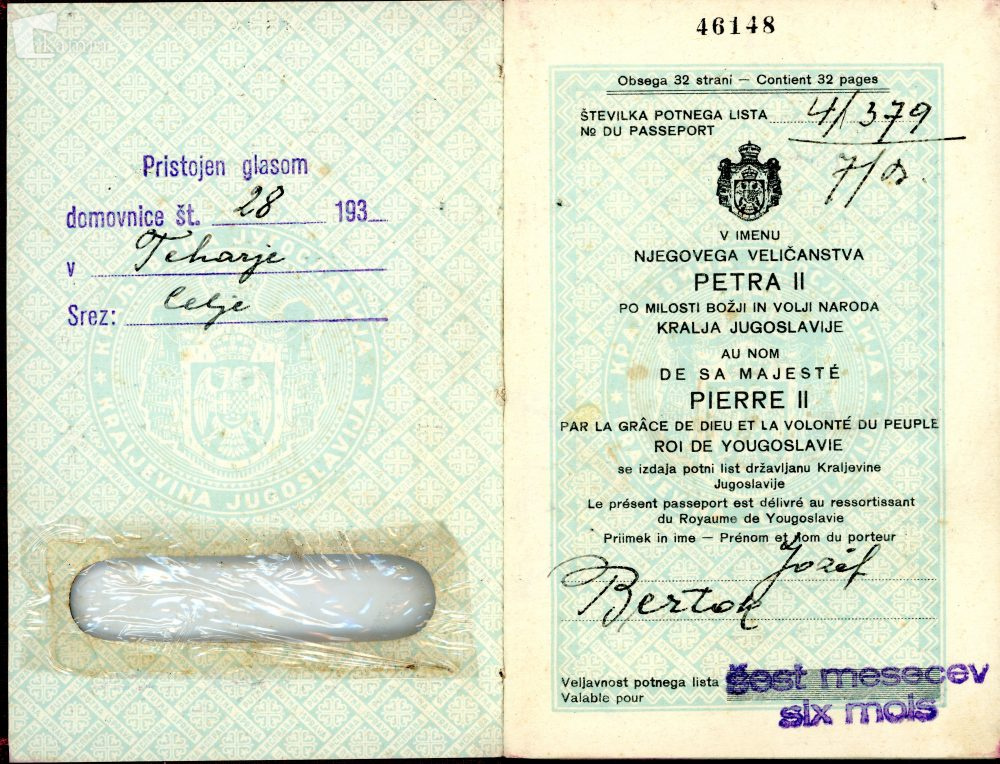 Pristojen glasom
domovnice št. 28 193
v Teharje
Srez: Celje
KRALJEVINA JUGOSLAVIJA
46148
Obsega 32 strani — Contient 32 pages
ŠTEVILKA POTNEGA LISTA 4/379
№ DU PASSEPORT
V IMENU
NJEGOVEGA VELIČANSTVA
PETRA II
PO MILOSTI BOŽJI IN VOLJI NARODA
KRALJA JUGOSLAVIJE
AU NOM
DE SA MAJESTÉ
PIERRE II
PAR LA GRÂCE DE DIEU ET LA VOLONTÉ DU PEUPLE
ROI DE YOUGOSLAVIE
se izdaja potni list državljanu Kraljevine
Jugoslavije
Le présent passeport est délivré au ressortissant
du Royaume de Yougoslavie
Priimek in ime — Prénom et nom du porteur
Jožef
Bertok
Veljavnost potnega lista šest mesecev
Valable pour six mois